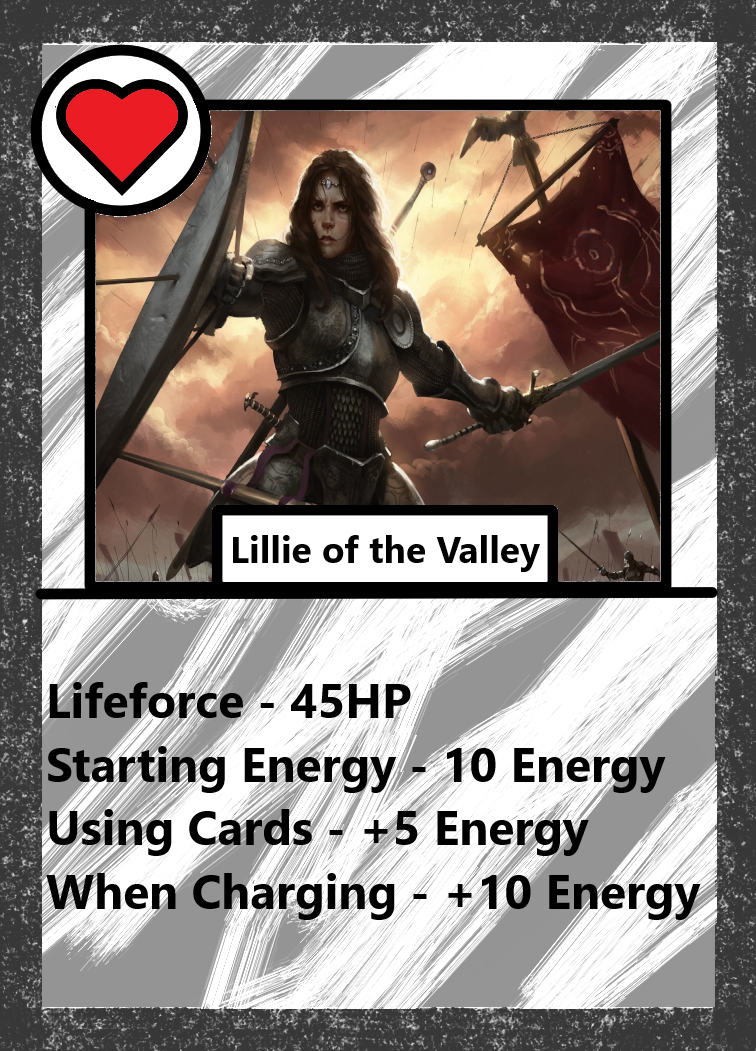 Lillie of the Valley
Lifeforce - 45HP
Starting Energy - 10 Energy
Using Cards - +5 Energy
When Charging - +10 Energy